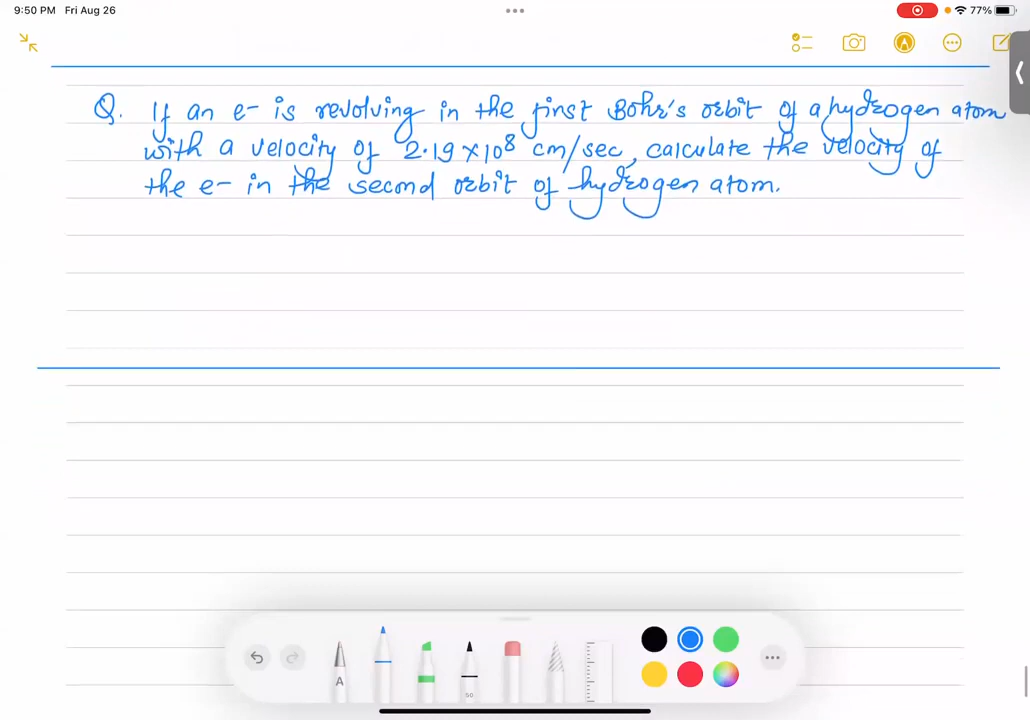 9:50 PM Fri Aug 26
77%
Q. If an e- is revolving in the first Bohr's orbit of a hydrogen atom
with a velocity of 2.19 × 10⁸ cm/sec, calculate the velocity of
the e- in the second orbit of hydrogen atom.
A
50